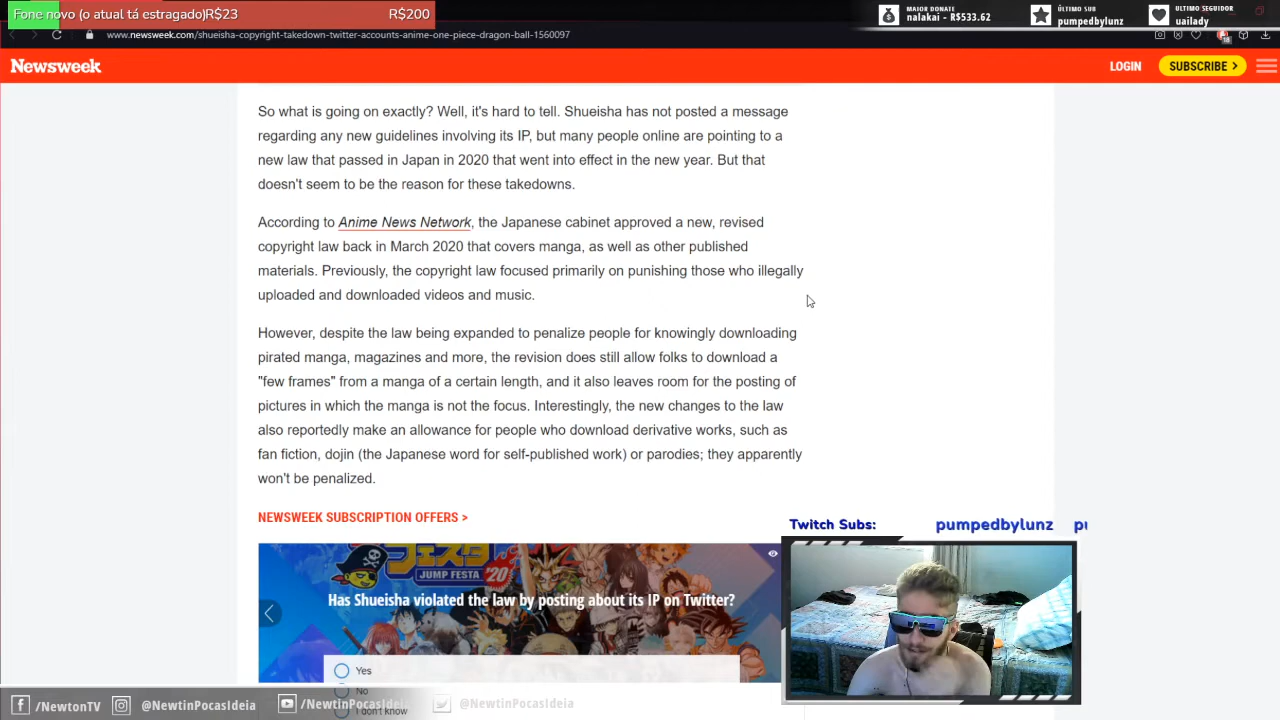 Fone novo (o atual tá estragado)R$23 R$200
MAIOR DONATE
nalakai - R$533.62
ÚLTIMO SUB
pumpedbylunz
ÚLTIMO SEGUIDOR
uailady
www.newsweek.com/shueisha-copyright-takedown-twitter-accounts-anime-one-piece-dragon-ball-1560097
Newsweek
LOGIN
SUBSCRIBE >
So what is going on exactly? Well, it's hard to tell. Shueisha has not posted a message
regarding any new guidelines involving its IP, but many people online are pointing to a
new law that passed in Japan in 2020 that went into effect in the new year. But that
doesn't seem to be the reason for these takedowns.
According to Anime News Network, the Japanese cabinet approved a new, revised
copyright law back in March 2020 that covers manga, as well as other published
materials. Previously, the copyright law focused primarily on punishing those who illegally
uploaded and downloaded videos and music.
However, despite the law being expanded to penalize people for knowingly downloading
pirated manga, magazines and more, the revision does still allow folks to download a
"few frames" from a manga of a certain length, and it also leaves room for the posting of
pictures in which the manga is not the focus. Interestingly, the new changes to the law
also reportedly make an allowance for people who download derivative works, such as
fan fiction, dojin (the Japanese word for self-published work) or parodies; they apparently
won't be penalized.
NEWSWEEK SUBSCRIPTION OFFERS >
Twitch Subs: pumpedbylunz pu
フェスタ
JUMP FESTA '20
Has Shueisha violated the law by posting about its IP on Twitter?
Yes
No
I don't know
/NewtonTV
@NewtinPocasIdeia
/NewtinPocasIdei
@NewtinPocasIdeia